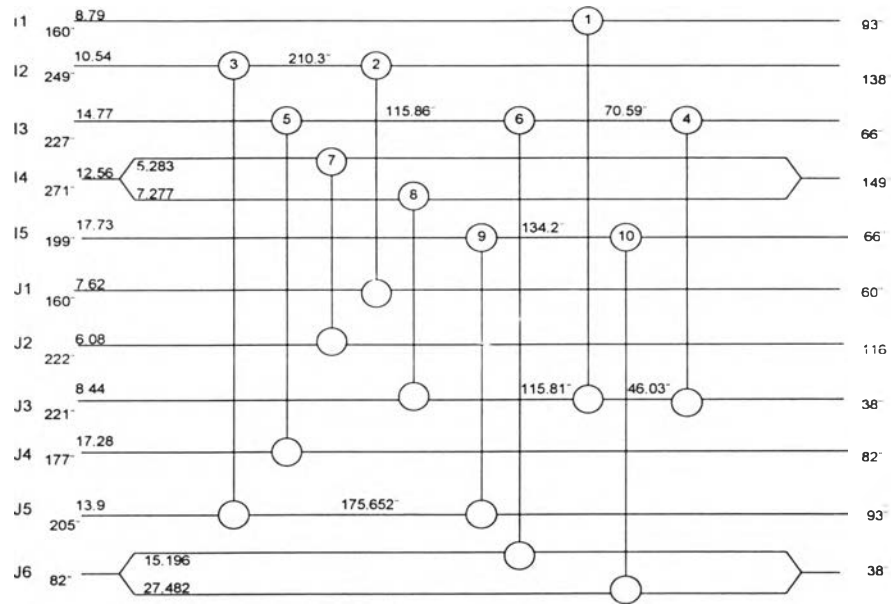 I1 8.79 1 93⁻
160⁻
I2 10.54 3 210.3⁻ 2 138⁻
249⁻
I3 14.77 5 115.86⁻ 6 70.59⁻ 4 66⁻
227⁻
I4 12.56 5.283 7 149⁻
271⁻ 7.277 8
I5 17.73 9 134.2⁻ 10 66⁻
199⁻
J1 7.62 60⁻
160⁻
J2 6.08 116
222⁻
J3 8 44 115.81⁻ 46.03⁻ 38⁻
221⁻
J4 17.28 82⁻
177⁻
J5 13.9 175.652⁻ 93⁻
205⁻
J6 82⁻ 15.196 38⁻
27.482